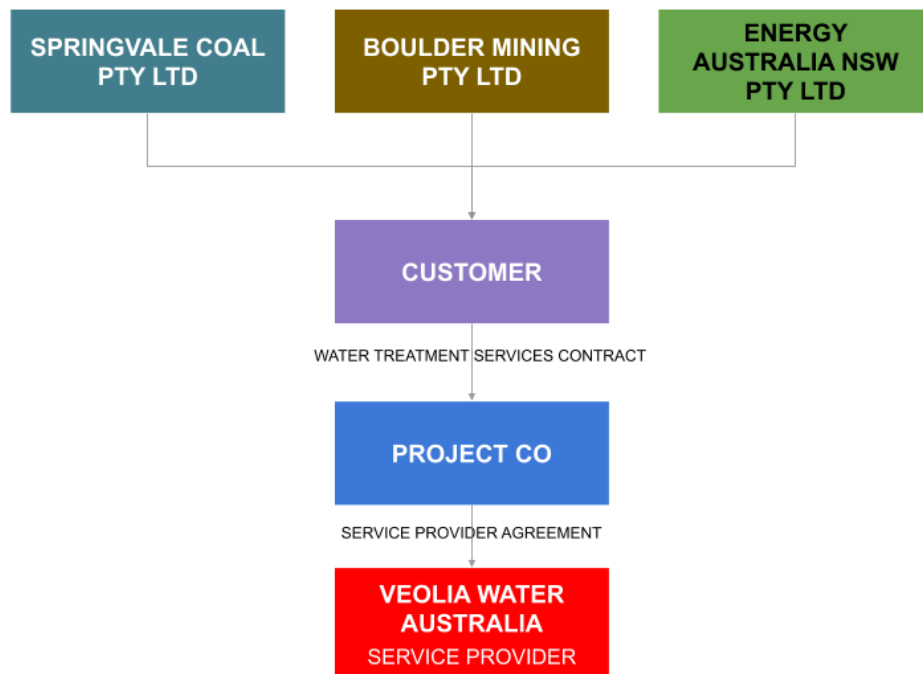 SPRINGVALE COAL
PTY LTD
BOULDER MINING
PTY LTD
ENERGY
AUSTRALIA NSW
PTY LTD
CUSTOMER
WATER TREATMENT SERVICES CONTRACT
PROJECT CO
SERVICE PROVIDER AGREEMENT
VEOLIA WATER
AUSTRALIA
SERVICE PROVIDER